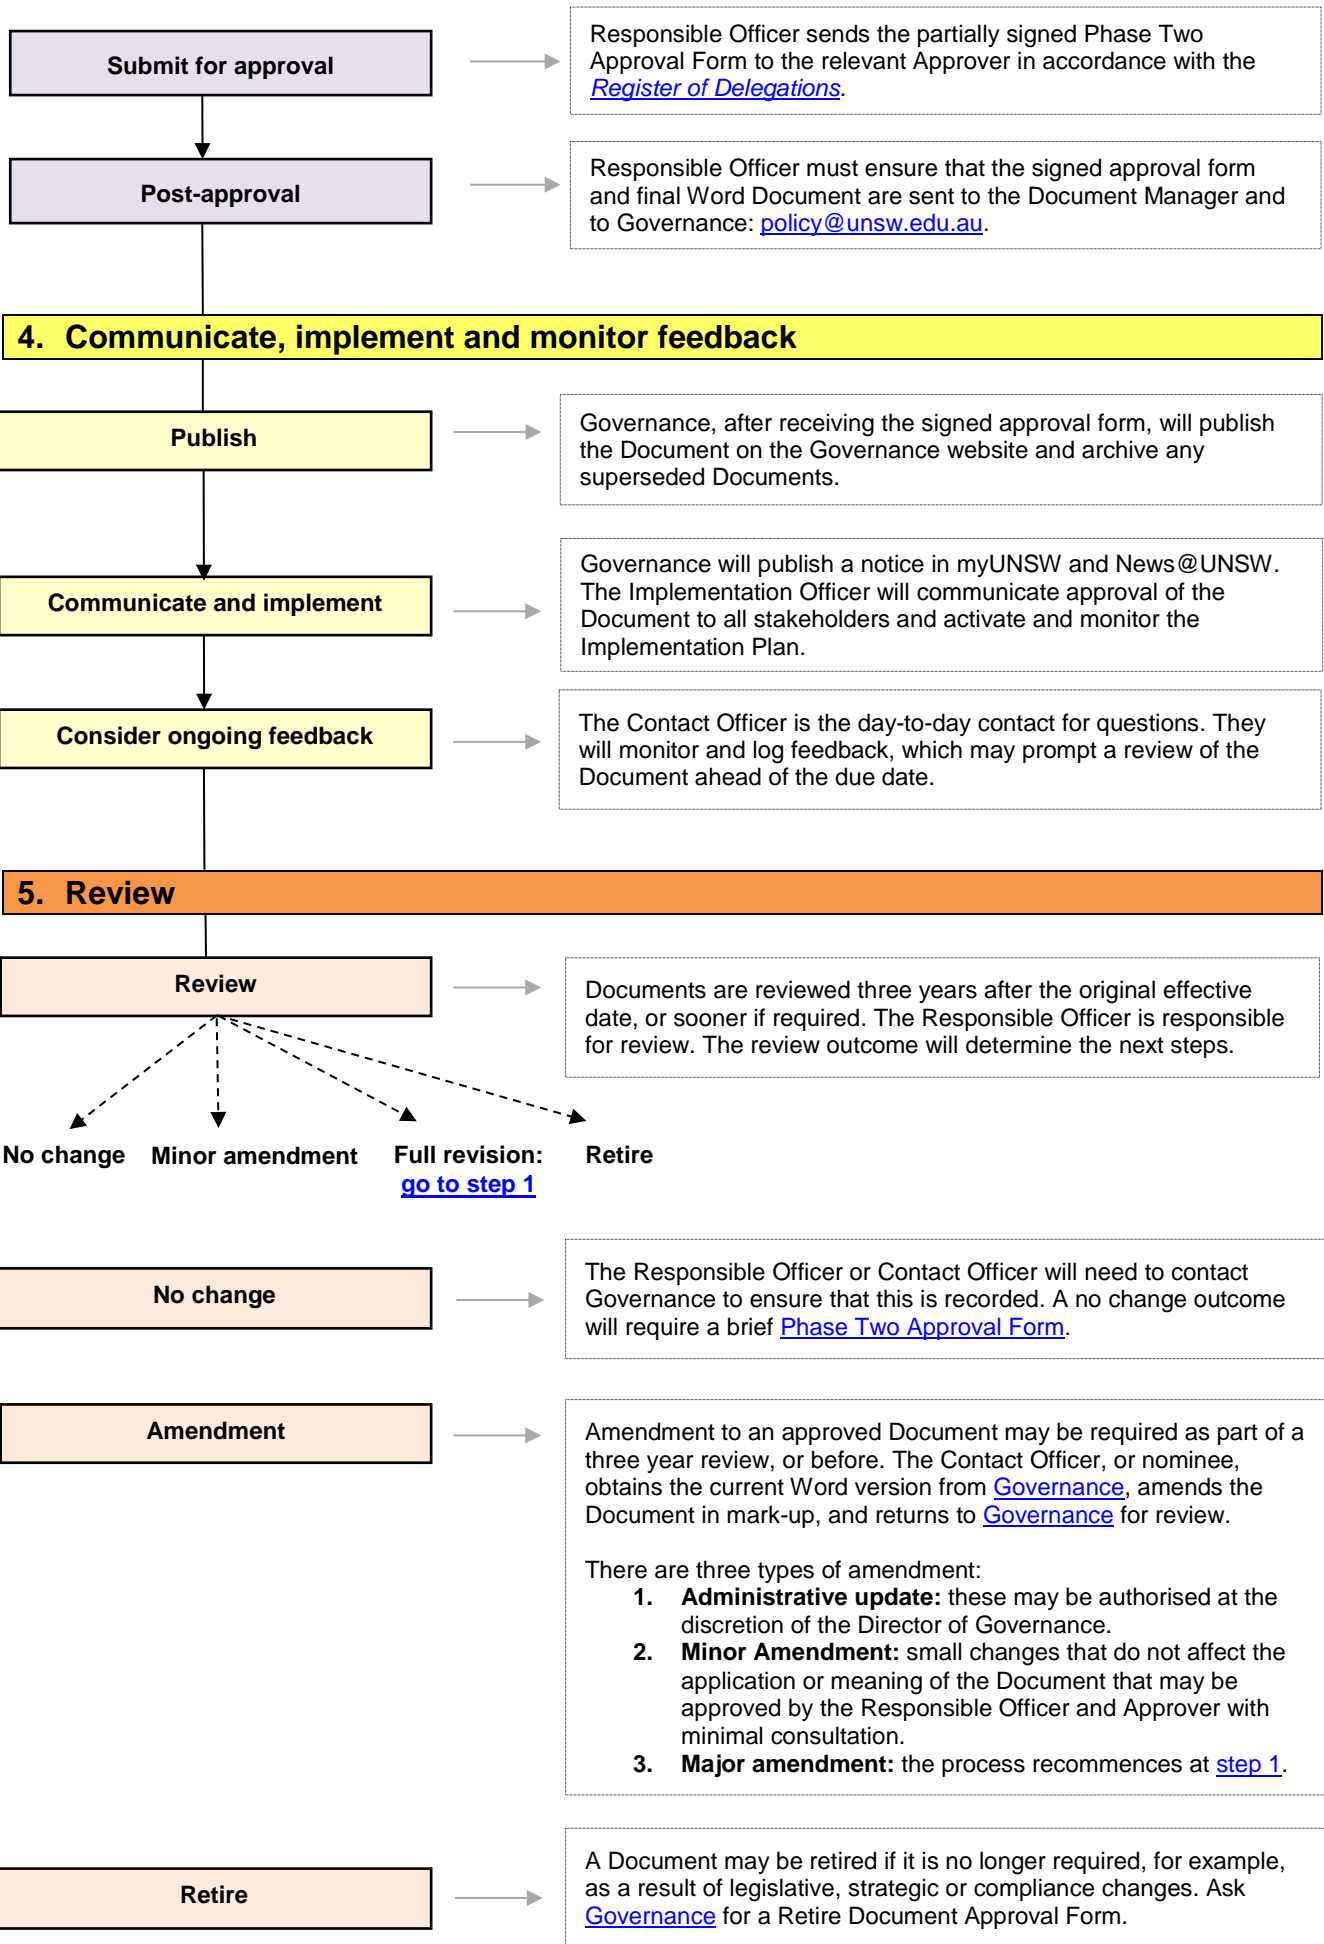 Submit for approval
Responsible Officer sends the partially signed Phase Two
Approval Form to the relevant Approver in accordance with the
Register of Delegations.
Post-approval
Responsible Officer must ensure that the signed approval form
and final Word Document are sent to the Document Manager and
to Governance: policy@unsw.edu.au.
4. Communicate, implement and monitor feedback
Publish
Governance, after receiving the signed approval form, will publish
the Document on the Governance website and archive any
superseded Documents.
Communicate and implement
Governance will publish a notice in myUNSW and News@UNSW.
The Implementation Officer will communicate approval of the
Document to all stakeholders and activate and monitor the
Implementation Plan.
Consider ongoing feedback
The Contact Officer is the day-to-day contact for questions. They
will monitor and log feedback, which may prompt a review of the
Document ahead of the due date.
5. Review
Review
Documents are reviewed three years after the original effective
date, or sooner if required. The Responsible Officer is responsible
for review. The review outcome will determine the next steps.
No change
Minor amendment
Full revision:
go to step 1
Retire
No change
The Responsible Officer or Contact Officer will need to contact
Governance to ensure that this is recorded. A no change outcome
will require a brief Phase Two Approval Form.
Amendment
Amendment to an approved Document may be required as part of a
three year review, or before. The Contact Officer, or nominee,
obtains the current Word version from Governance, amends the
Document in mark-up, and returns to Governance for review.
There are three types of amendment:
1. Administrative update: these may be authorised at the
discretion of the Director of Governance.
2. Minor Amendment: small changes that do not affect the
application or meaning of the Document that may be
approved by the Responsible Officer and Approver with
minimal consultation.
3. Major amendment: the process recommences at step 1.
Retire
A Document may be retired if it is no longer required, for example,
as a result of legislative, strategic or compliance changes. Ask
Governance for a Retire Document Approval Form.